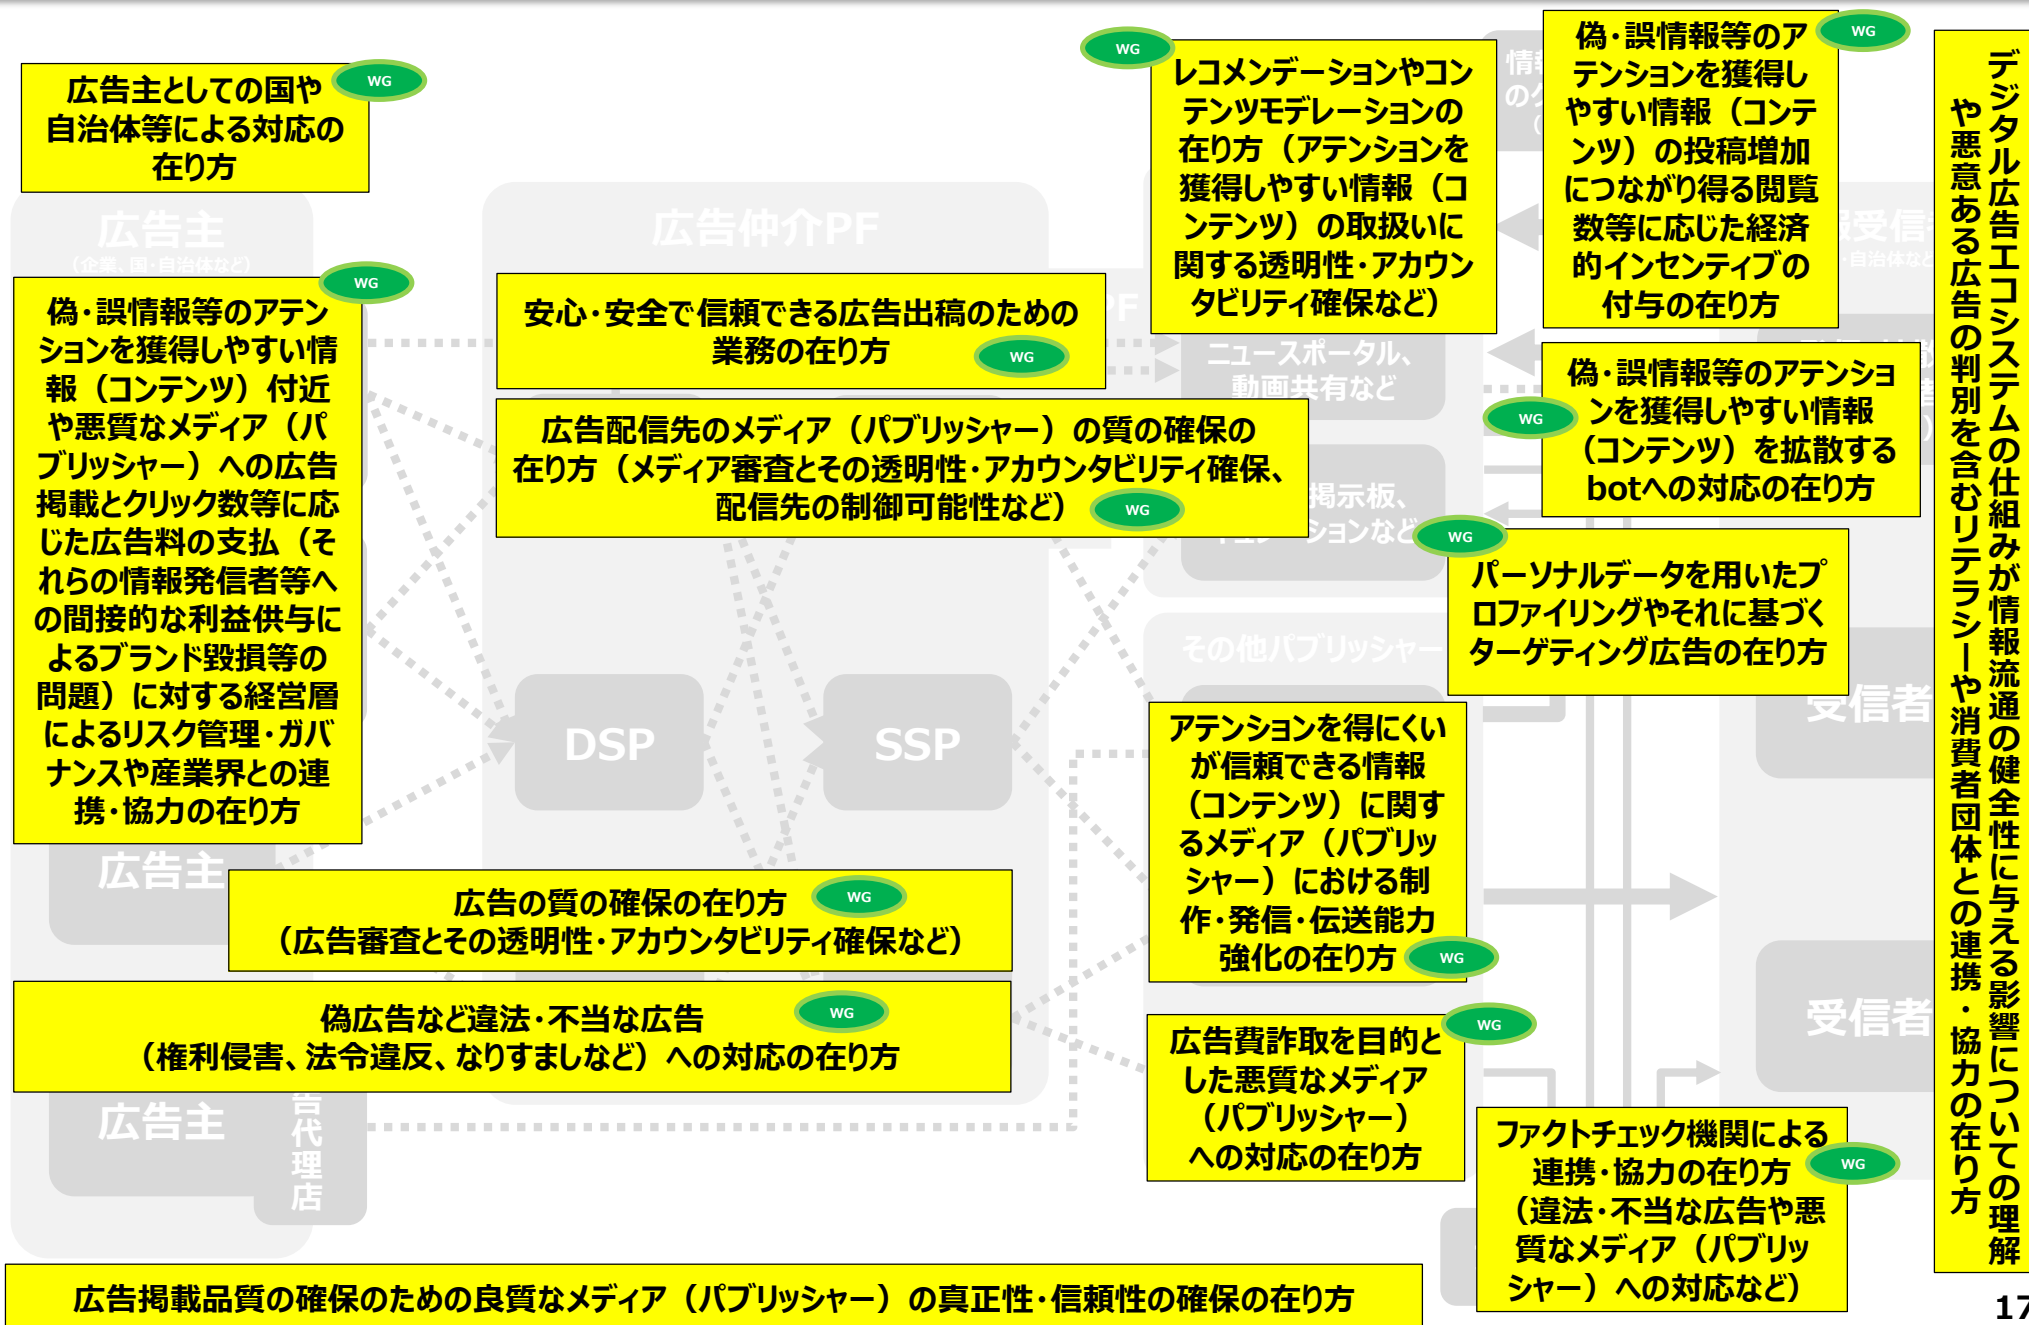 広告主としての国や
自治体等による対応の
在り方
WG
広告主
(企業、国・自治体など)
偽・誤情報等のアテン
ションを獲得しやすい情
報（コンテンツ）付近
や悪質なメディア（パ
ブリッシャー）への広告
掲載とクリック数等に応
じた広告料の支払（そ
れらの情報発信者等へ
の間接的な利益供与に
よるブランド毀損等の
問題）に対する経営層
によるリスク管理・ガバ
ナンスや産業界との連
携・協力の在り方
WG
広告主
広告主
告代理店
広告仲介PF
安心・安全で信頼できる広告出稿のための
業務の在り方
WG
広告配信先のメディア（パブリッシャー）の質の確保の
在り方（メディア審査とその透明性・アカウンタビリティ確保、
配信先の制御可能性など）
WG
DSP
SSP
広告の質の確保の在り方
（広告審査とその透明性・アカウンタビリティ確保など）
WG
偽広告など違法・不当な広告
（権利侵害、法令違反、なりすましなど）への対応の在り方
WG
WG
レコメンデーションやコン
テンツモデレーションの
在り方（アテンションを
獲得しやすい情報（コ
ンテンツ）の取扱いに
関する透明性・アカウン
タビリティ確保など）
PF
ニュースポータル、
動画共有など
掲示板、
ションなど
その他パブリッシャー
偽・誤情報等のア
テンションを獲得し
やすい情報（コンテ
ンツ）の投稿増加
につながり得る閲覧
数等に応じた経済
的インセンティブの
付与の在り方
WG
受信
・自治体など
偽・誤情報等のアテンショ
ンを獲得しやすい情報
（コンテンツ）を拡散する
botへの対応の在り方
WG
WG
パーソナルデータを用いたプ
ロファイリングやそれに基づく
ターゲティング広告の在り方
受信者
受信者
アテンションを得にくい
が信頼できる情報
（コンテンツ）に関す
るメディア（パブリッ
シャー）における制
作・発信・伝送能力
強化の在り方
WG
広告費詐取を目的と
した悪質なメディア
（パブリッシャー）
への対応の在り方
WG
ファクトチェック機関による
連携・協力の在り方
（違法・不当な広告や悪
質なメディア（パブリッ
シャー）への対応など）
WG
デジタル広告エコシステムの仕組みが情報流通の健全性に与える影響についての理解
や悪意ある広告の判別を含むリテラシーや消費者団体との連携・協力の在り方
広告掲載品質の確保のための良質なメディア（パブリッシャー）の真正性・信頼性の確保の在り方
17